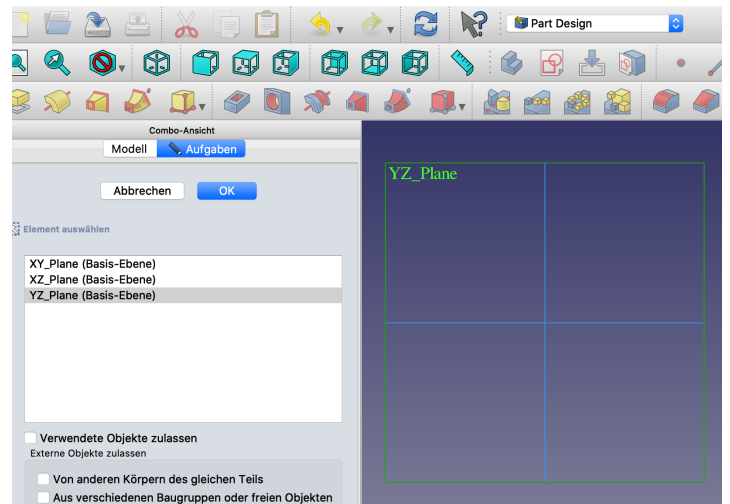 Part Design
Combo-Ansicht
Modell
Aufgaben
Abbrechen
OK
Element auswählen
XY_Plane (Basis-Ebene)
XZ_Plane (Basis-Ebene)
YZ_Plane (Basis-Ebene)
Verwendete Objekte zulassen
Externe Objekte zulassen
Von anderen Körpern des gleichen Teils
Aus verschiedenen Baugruppen oder freien Objekten
YZ_Plane